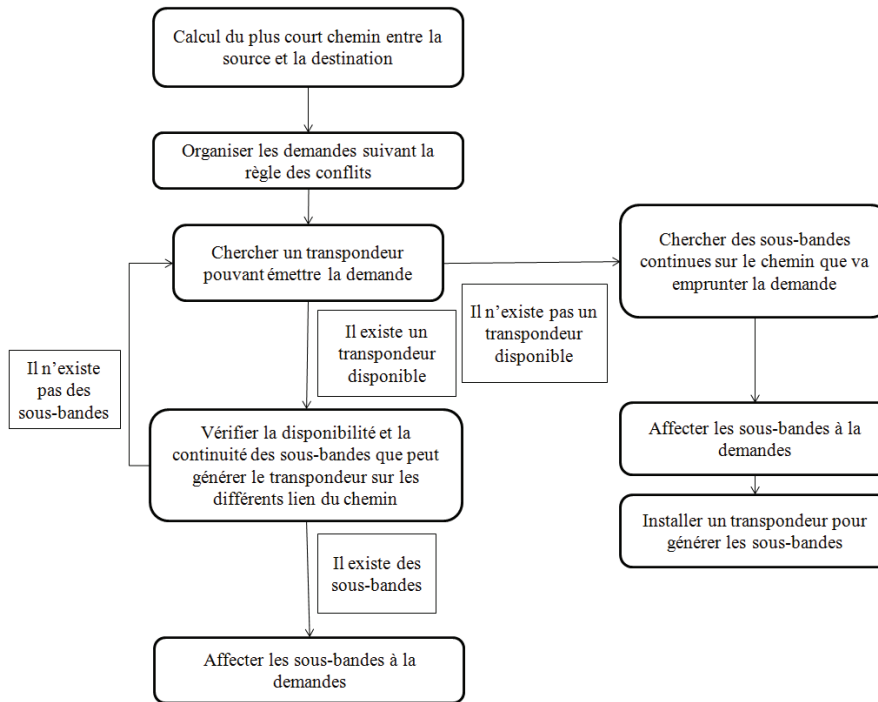 Calcul du plus court chemin entre la
source et la destination
Organiser les demandes suivant la
règle des conflits
Chercher un transpondeur
pouvant émettre la demande
Chercher des sous-bandes
continues sur le chemin que va
emprunter la demande
Il existe un
transpondeur
disponible
Il n’existe pas un
transpondeur
disponible
Il n’existe
pas des
sous-bandes
Vérifier la disponibilité et la
continuité des sous-bandes que peut
générer le transpondeur sur les
différents lien du chemin
Affecter les sous-bandes à la
demandes
Installer un transpondeur pour
générer les sous-bandes
Il existe des
sous-bandes
Affecter les sous-bandes à la
demandes